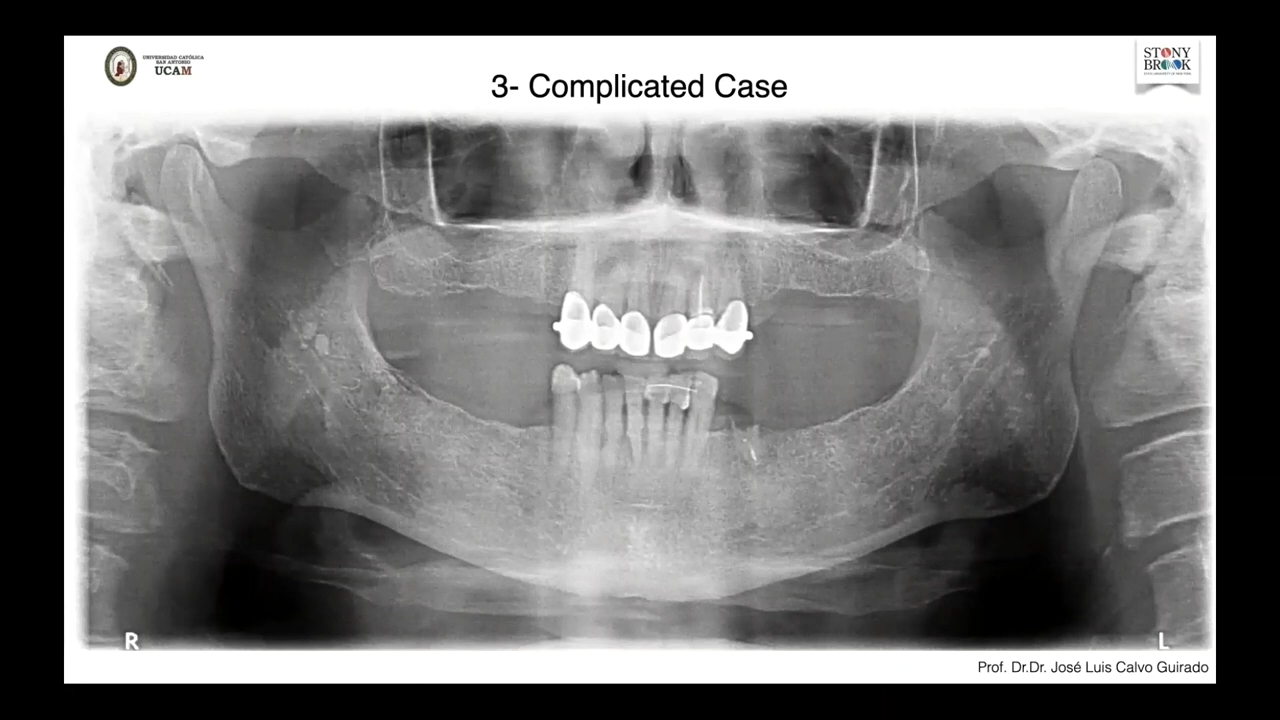 UNIVERSIDAD CATÓLICA
SAN ANTONIO
UCAM
STONY
BROOK
3- Complicated Case
R
L
Prof. Dr.Dr. José Luis Calvo Guirado